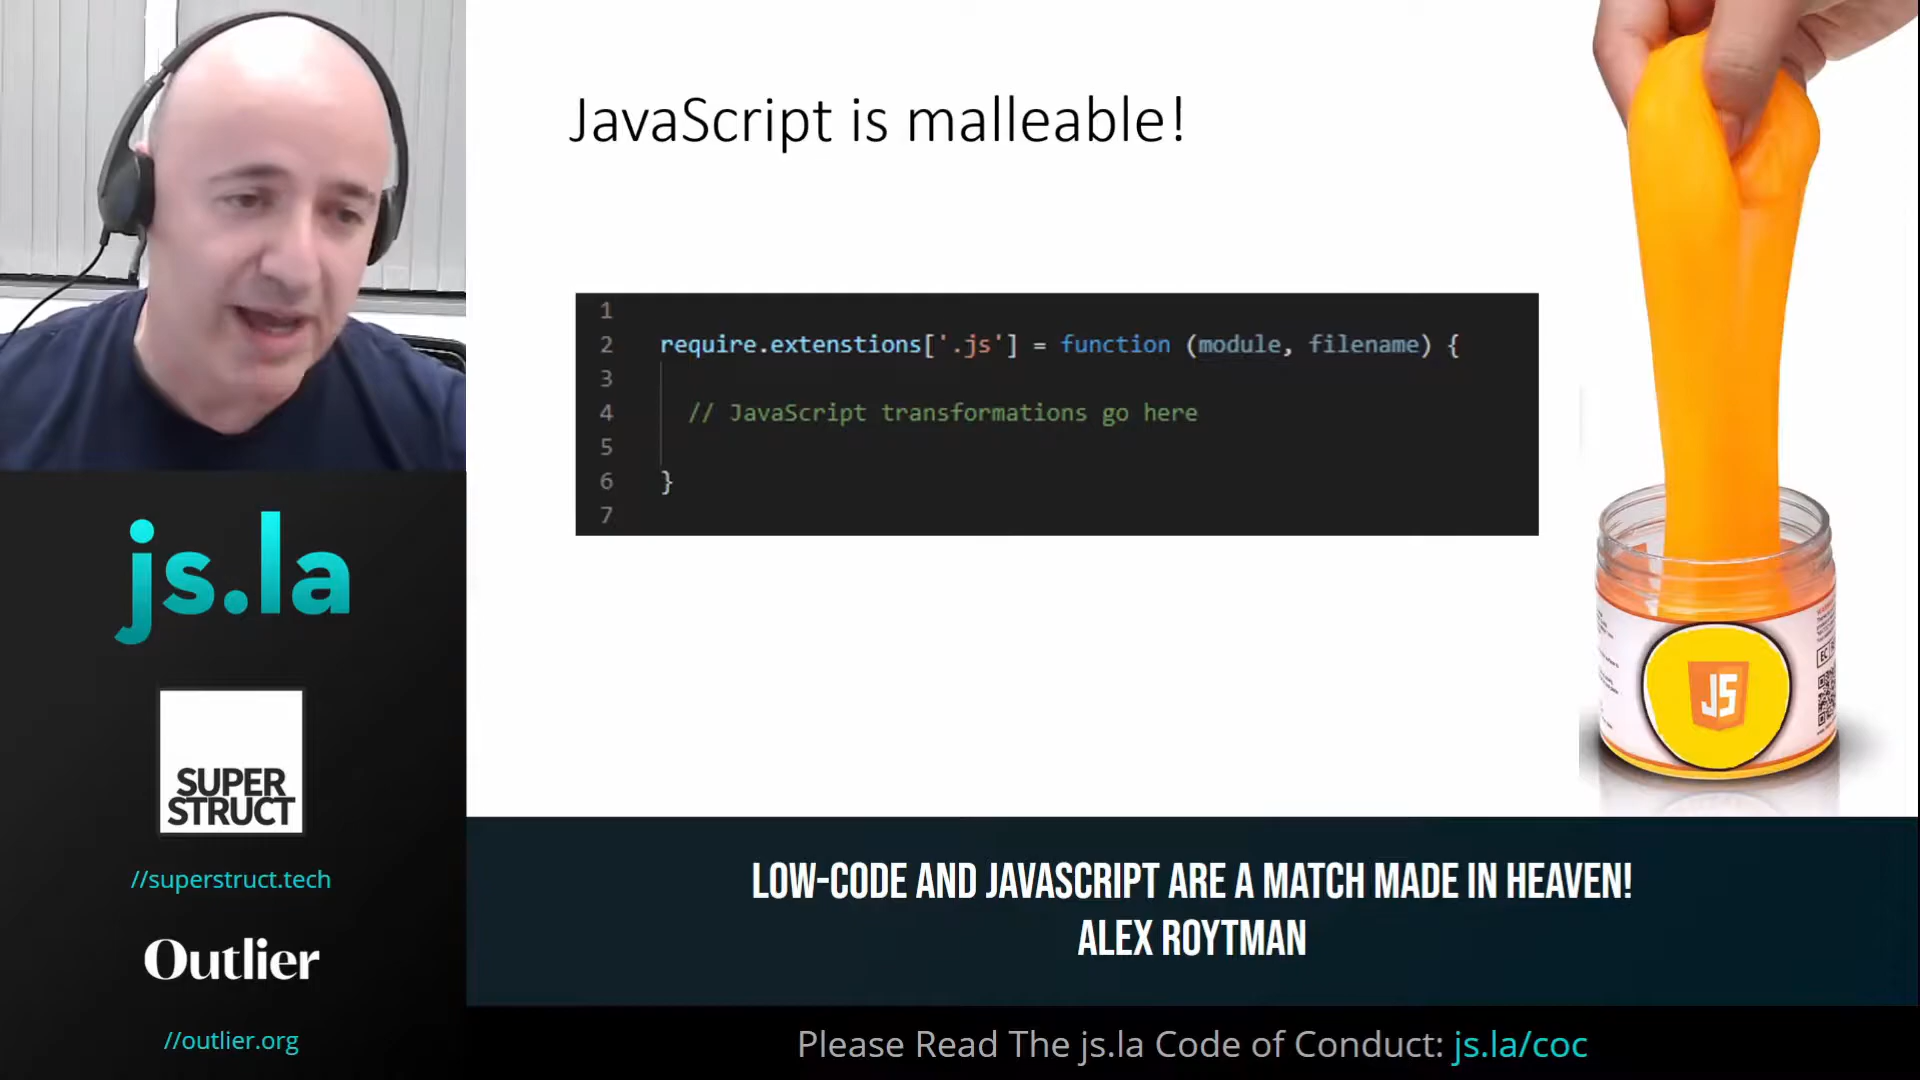 JavaScript is malleable!
1
2 require.extenstions['.js'] = function (module, filename) {
3
4 // JavaScript transformations go here
5
6 }
7
JS
EC
js.la
SUPER
STRUCT
//superstruct.tech
Outlier
//outlier.org
LOW-CODE AND JAVASCRIPT ARE A MATCH MADE IN HEAVEN!
ALEX ROYTMAN
Please Read The js.la Code of Conduct: js.la/coc